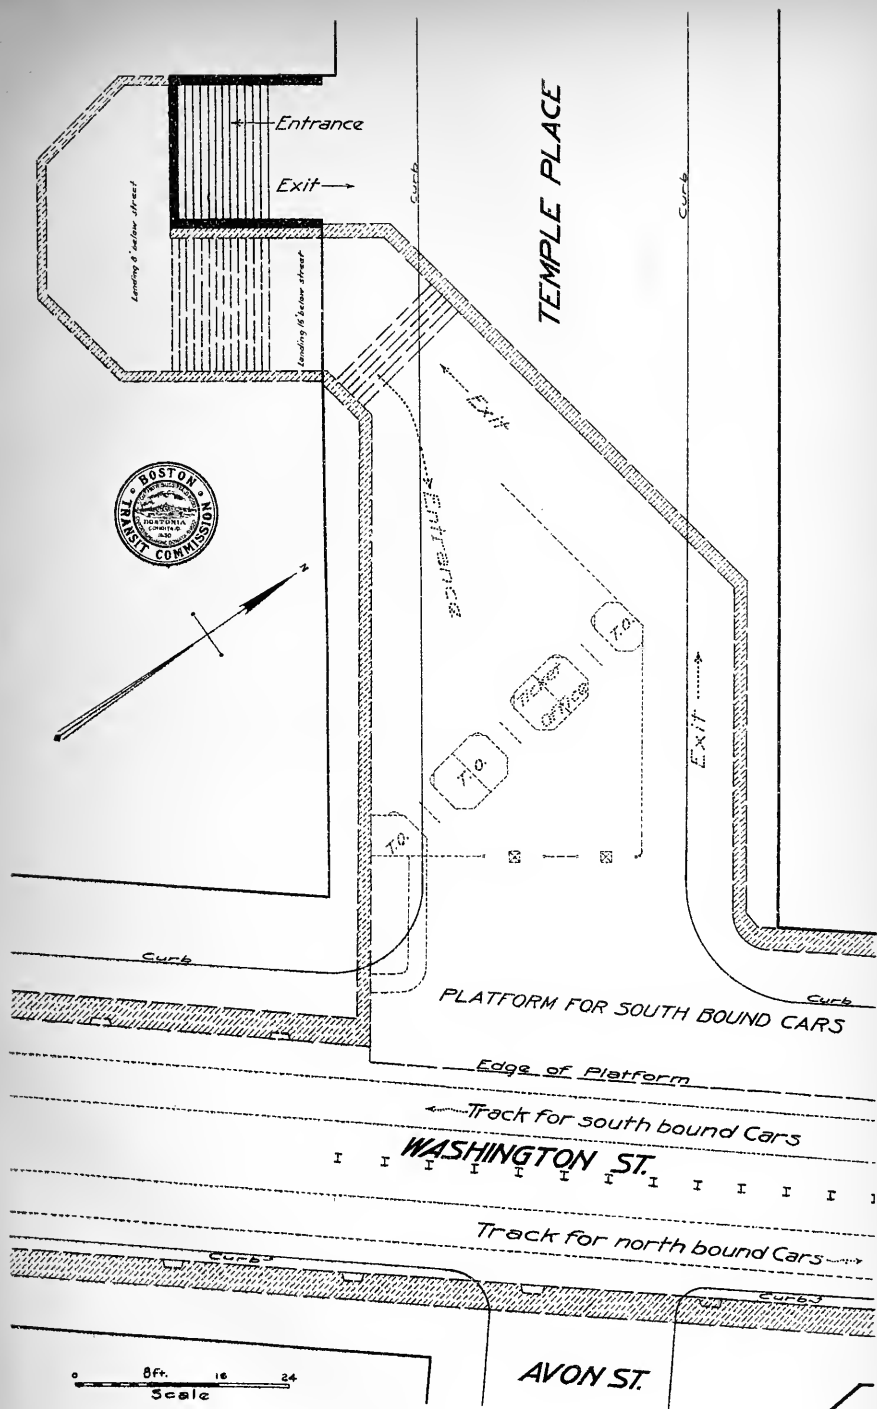 Entrance
Exit
Curb
Curb
TEMPLE PLACE
Landing 8' below street
Landing 16' below street
Exit
Entrance
BOSTON
TRANSIT COMMISSION
BOSTONIA
CONDITA A.D.
1630
N
T.O.
Ticket
Office
T.O.
T.O.
Exit
Curb
Curb
PLATFORM FOR SOUTH BOUND CARS
Edge of Platform
Track for south bound Cars
WASHINGTON ST.
Track for north bound Cars
Curb
Curb
AVON ST.
0 8ft. 16 24
Scale